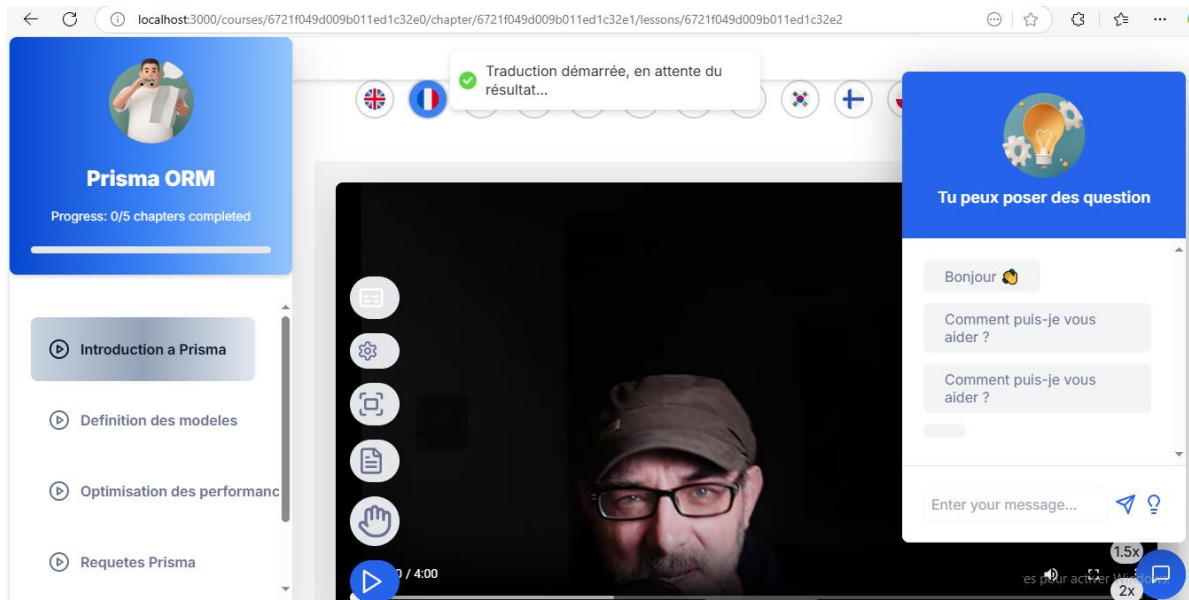 localhost:3000/courses/6721f049d009b011ed1c32e0/chapter/6721f049d009b011ed1c32e1/lessons/6721f049d009b011ed1c32e2
Traduction démarrée, en attente du
résultat...
Prisma ORM
Progress: 0/5 chapters completed
Introduction a Prisma
Definition des modeles
Optimisation des performanc
Requetes Prisma
/ 4:00
Tu peux poser des question
Bonjour 👏
Comment puis-je vous
aider ?
Comment puis-je vous
aider ?
Enter your message...
1.5x
es pour activer Windows.
2x